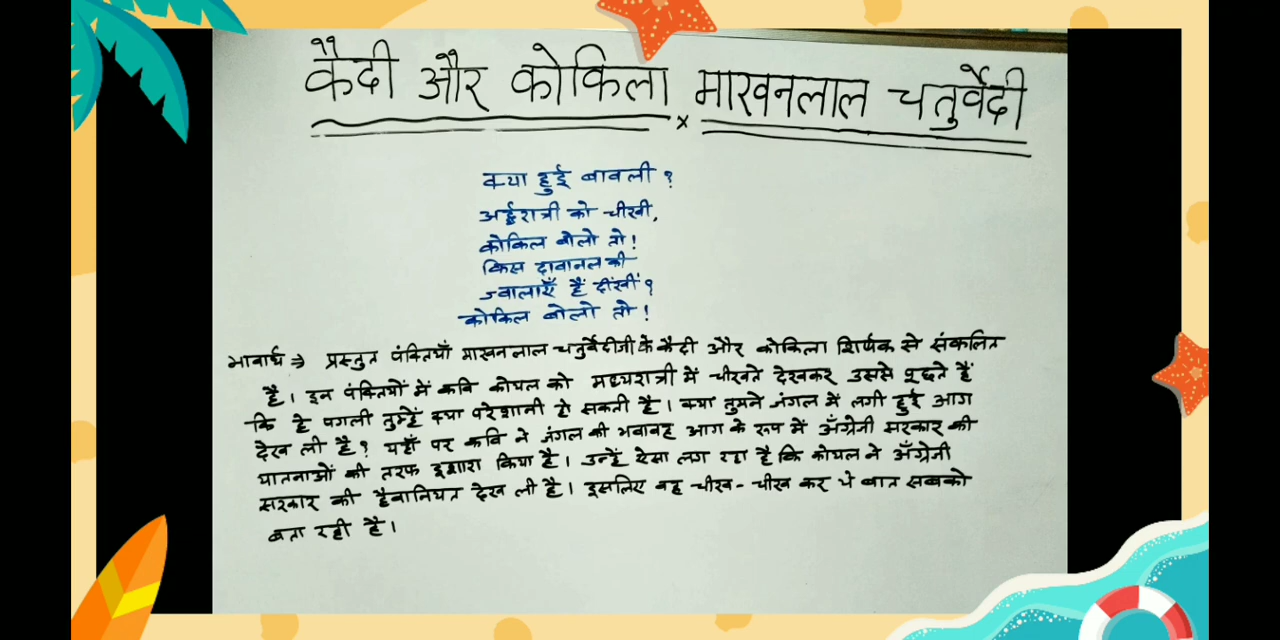 कैदी और कोकिला x माखनलाल चतुर्वेदी
क्या हुई बावली ?
अर्द्धरात्री को चीखी,
कोकिल बोलो तो !
किस दावानल की
ज्वालाएँ हैं दीखीं ?
कोकिल बोलो तो !
भावार्थ ⇒ प्रस्तुत पंक्तियाँ माखनलाल चतुर्वेदीजी के कैदी और कोकिला शिर्षक से संकलित
है। इन पंक्तियों में कवि कोयल को मध्यरात्री में चीखते देखकर उससे पूछते हैं
कि हे पगली तुम्हें क्या परेशानी हो सकती है। क्या तुमने जंगल में लगी हुई आग
देख ली है? यहाँ पर कवि ने जंगल की भयावह आग के रूप में अँग्रेजी सरकार की
यातनाओं की तरफ इशारा किया है। उन्हें ऐसा लग रहा है कि कोयल ने अँग्रेजी
सरकार की हैवानियत देख ली है। इसलिए वह चीख - चीख कर ये बात सबको
बता रही है।